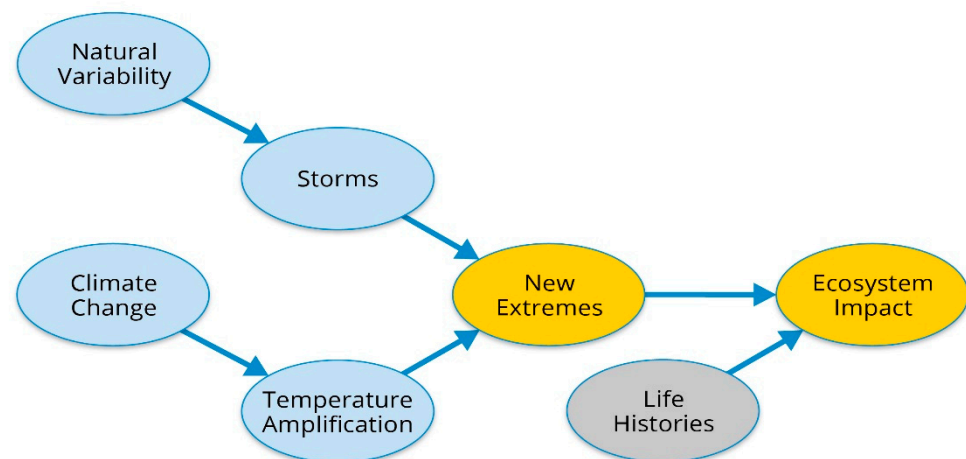 Natural
Variability
Storms
Climate
Change
New
Extremes
Ecosystem
Impact
Temperature
Amplification
Life
Histories